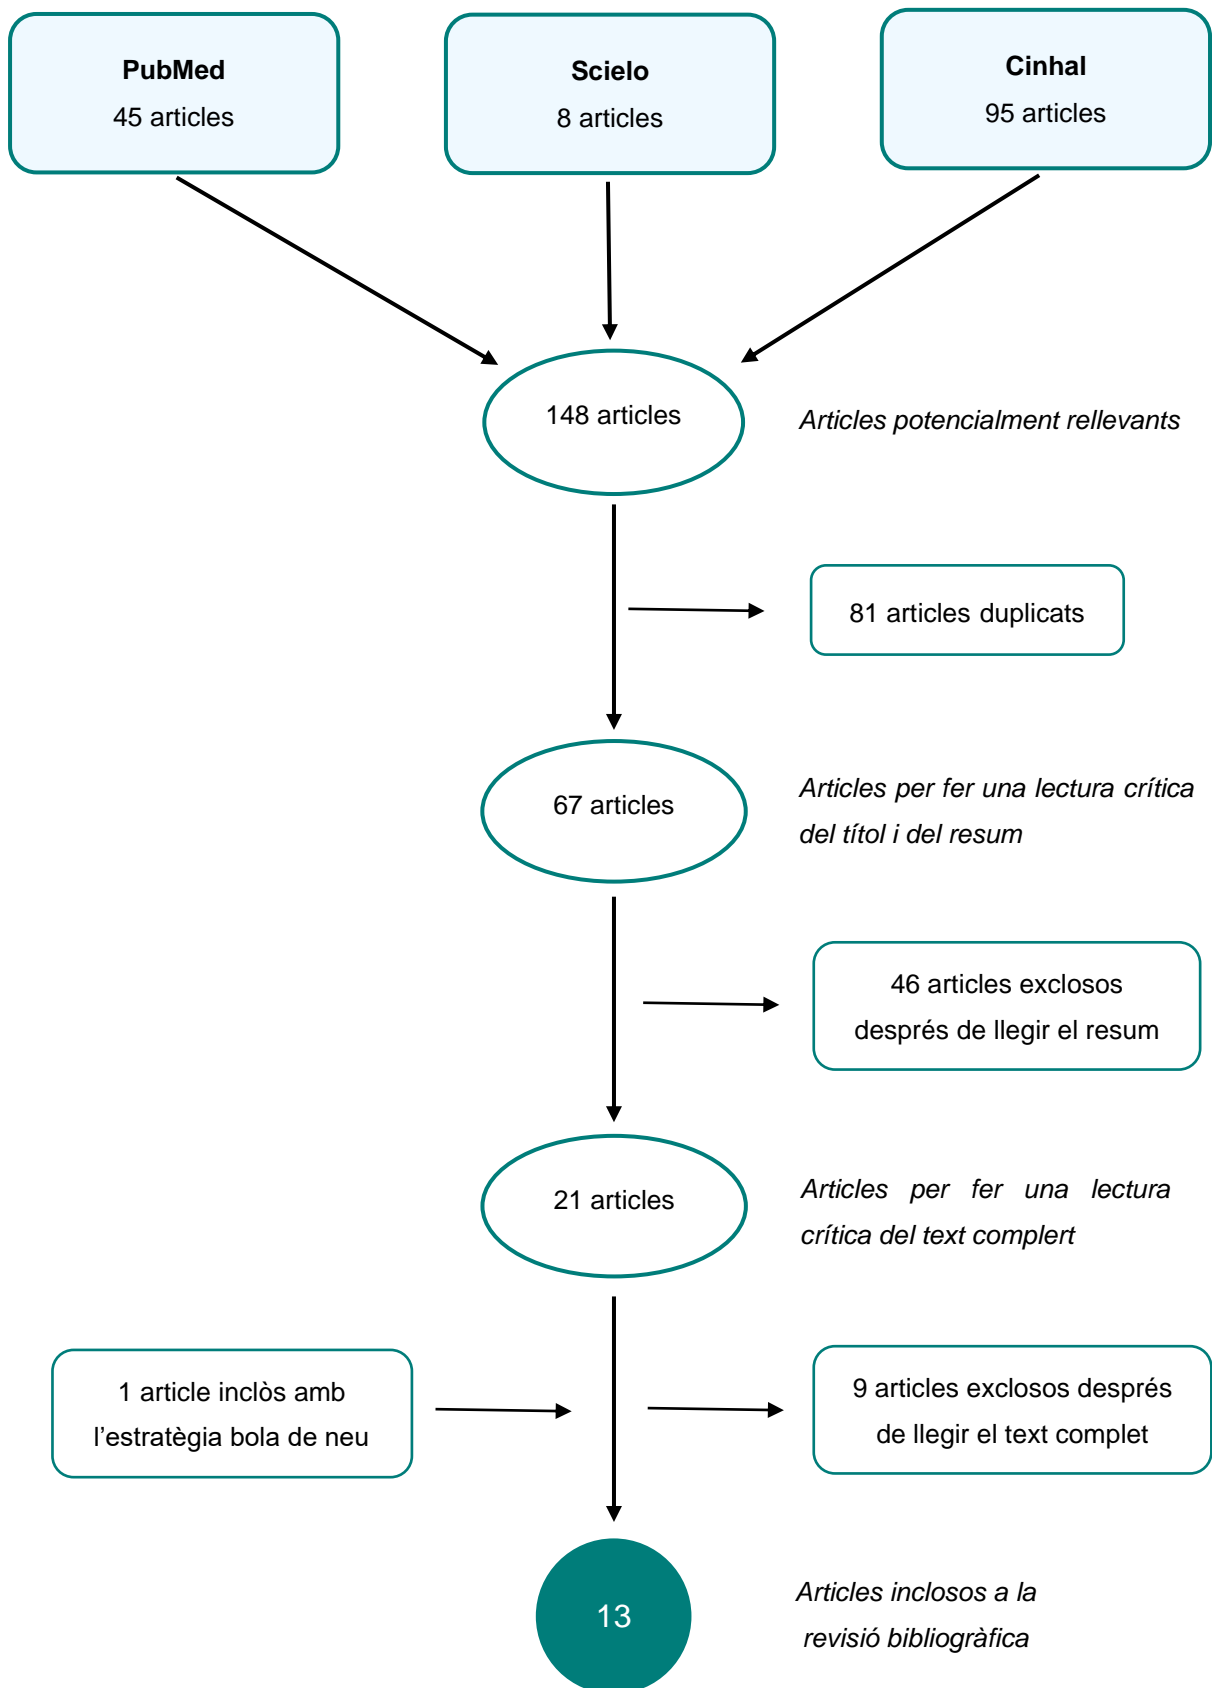 PubMed
45 articles
Scielo
8 articles
Cinhal
95 articles
148 articles
Articles potencialment rellevants
81 articles duplicats
67 articles
Articles per fer una lectura crítica
del títol i del resum
46 articles exclosos
després de llegir el resum
21 articles
Articles per fer una lectura
crítica del text complert
1 article inclòs amb
l’estratègia bola de neu
9 articles exclosos després
de llegir el text complet
13
Articles inclosos a la
revisió bibliogràfica